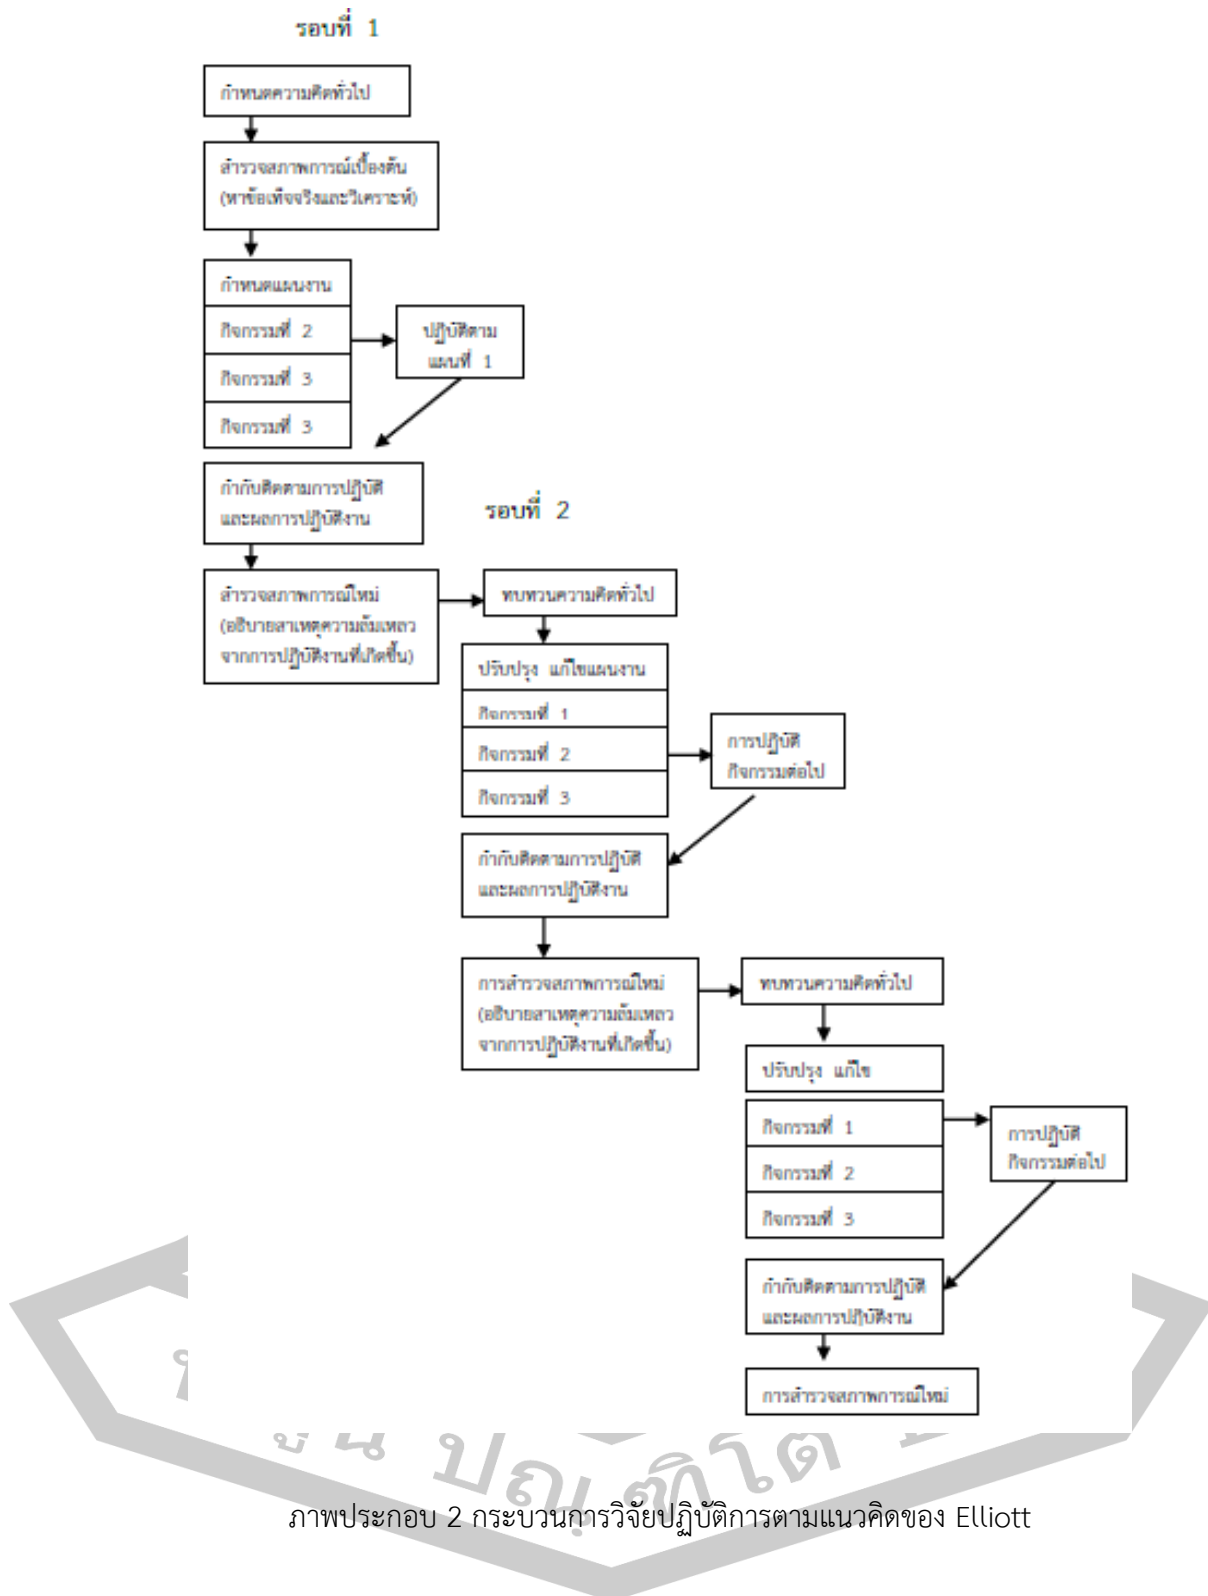 รอบที่ 1
กำหนดความคิดทั่วไป
สำรวจสภาพการณ์เบื้องต้น
(หาข้อเท็จจริงและวิเคราะห์)
กำหนดแผนงาน
กิจกรรมที่ 2
กิจกรรมที่ 3
กิจกรรมที่ 3
ปฏิบัติตาม
แผนที่ 1
กำกับติดตามการปฏิบัติ
และผลการปฏิบัติงาน
สำรวจสภาพการณ์ใหม่
(อธิบายสาเหตุความล้มเหลว
จากการปฏิบัติงานที่เกิดขึ้น)
รอบที่ 2
ทบทวนความคิดทั่วไป
ปรับปรุง แก้ไขแผนงาน
กิจกรรมที่ 1
กิจกรรมที่ 2
กิจกรรมที่ 3
การปฏิบัติ
กิจกรรมต่อไป
กำกับติดตามการปฏิบัติ
และผลการปฏิบัติงาน
การสำรวจสภาพการณ์ใหม่
(อธิบายสาเหตุความล้มเหลว
จากการปฏิบัติงานที่เกิดขึ้น)
ทบทวนความคิดทั่วไป
ปรับปรุง แก้ไข
กิจกรรมที่ 1
กิจกรรมที่ 2
กิจกรรมที่ 3
การปฏิบัติ
กิจกรรมต่อไป
กำกับติดตามการปฏิบัติ
และผลการปฏิบัติงาน
การสำรวจสภาพการณ์ใหม่
ปณฺฑิโต
ภาพประกอบ 2 กระบวนการวิจัยปฏิบัติการตามแนวคิดของ Elliott